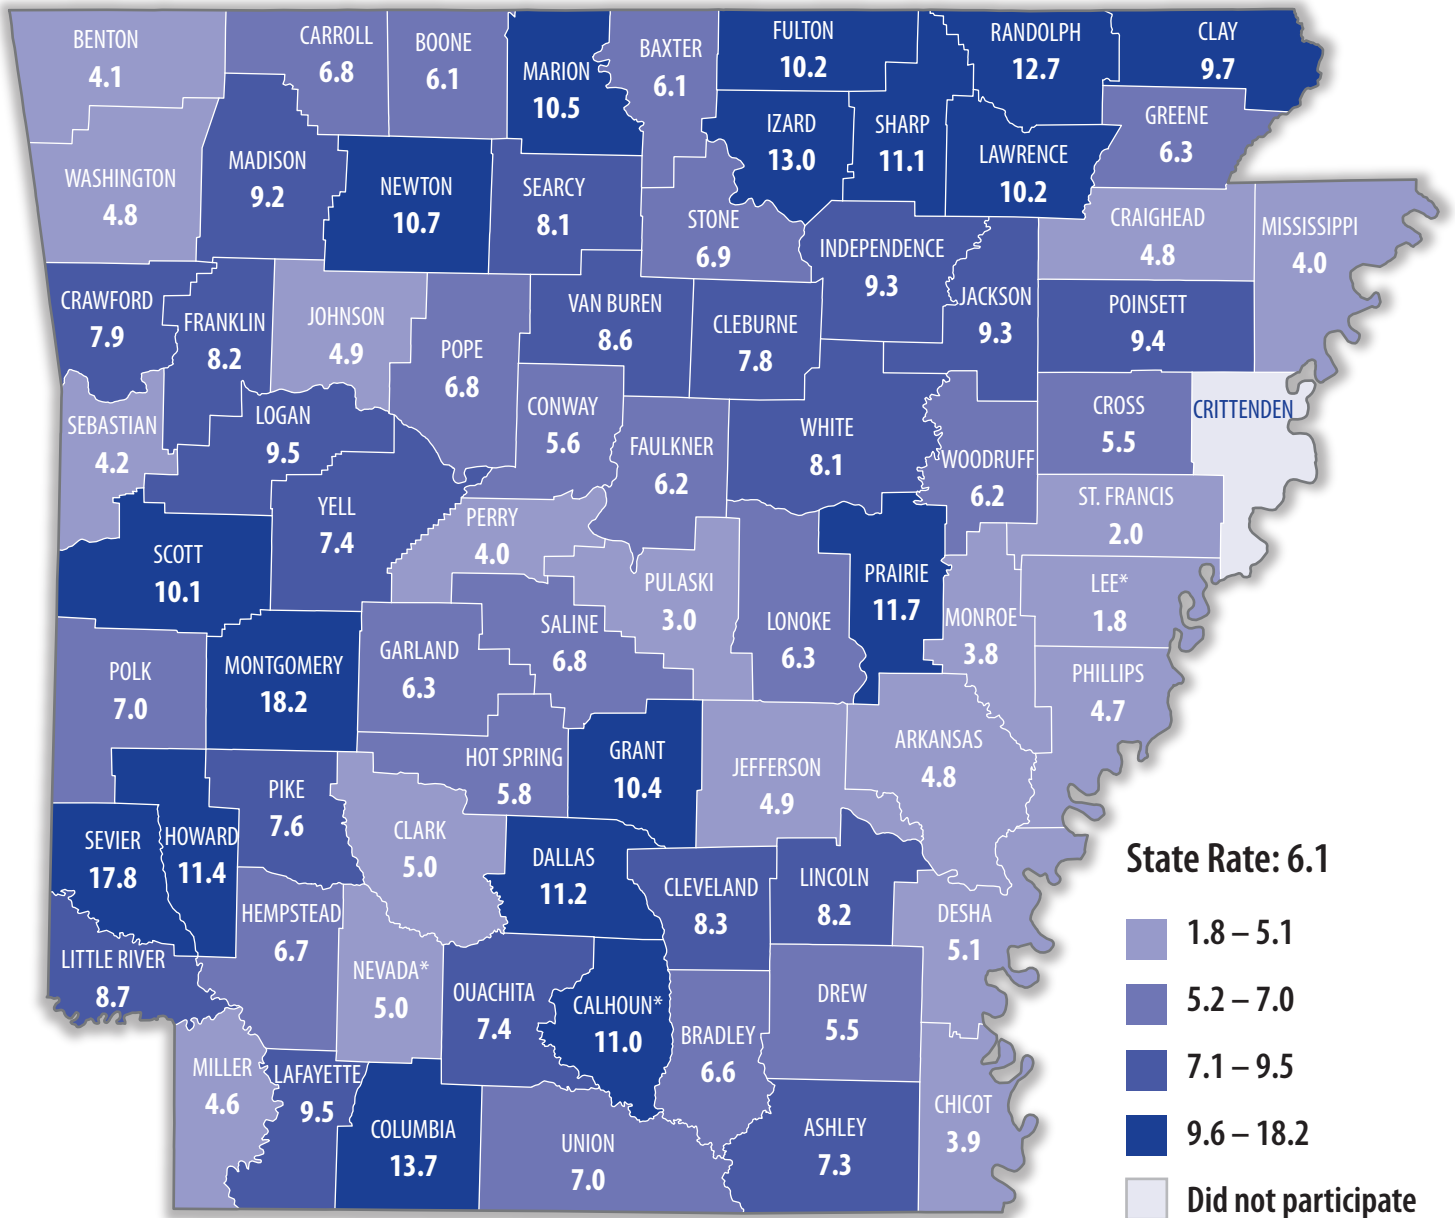 BENTON
4.1
CARROLL
6.8
BOONE
6.1
MARION
10.5
BAXTER
6.1
FULTON
10.2
RANDOLPH
12.7
CLAY
9.7
IZARD
13.0
SHARP
11.1
LAWRENCE
10.2
GREENE
6.3
WASHINGTON
4.8
MADISON
9.2
NEWTON
10.7
SEARCY
8.1
STONE
6.9
INDEPENDENCE
9.3
CRAIGHEAD
4.8
MISSISSIPPI
4.0
CRAWFORD
7.9
FRANKLIN
8.2
JOHNSON
4.9
POPE
6.8
VAN BUREN
8.6
CLEBURNE
7.8
JACKSON
9.3
POINSETT
9.4
SEBASTIAN
4.2
LOGAN
9.5
CONWAY
5.6
FAULKNER
6.2
WHITE
8.1
WOODRUFF
6.2
CROSS
5.5
CRITTENDEN
YELL
7.4
PERRY
4.0
ST. FRANCIS
2.0
SCOTT
10.1
PULASKI
3.0
PRAIRIE
11.7
LEE*
1.8
SALINE
6.8
LONOKE
6.3
MONROE
3.8
POLK
7.0
MONTGOMERY
18.2
GARLAND
6.3
PHILLIPS
4.7
HOT SPRING
5.8
GRANT
10.4
JEFFERSON
4.9
ARKANSAS
4.8
PIKE
7.6
SEVIER
17.8
HOWARD
11.4
CLARK
5.0
DALLAS
11.2
CLEVELAND
8.3
LINCOLN
8.2
DESHA
5.1
HEMPSTEAD
6.7
LITTLE RIVER
8.7
NEVADA*
5.0
OUACHITA
7.4
CALHOUN*
11.0
BRADLEY
6.6
DREW
5.5
MILLER
4.6
LAFAYETTE
9.5
COLUMBIA
13.7
UNION
7.0
ASHLEY
7.3
CHICOT
3.9
State Rate: 6.1
1.8 – 5.1
5.2 – 7.0
7.1 – 9.5
9.6 – 18.2
Did not participate